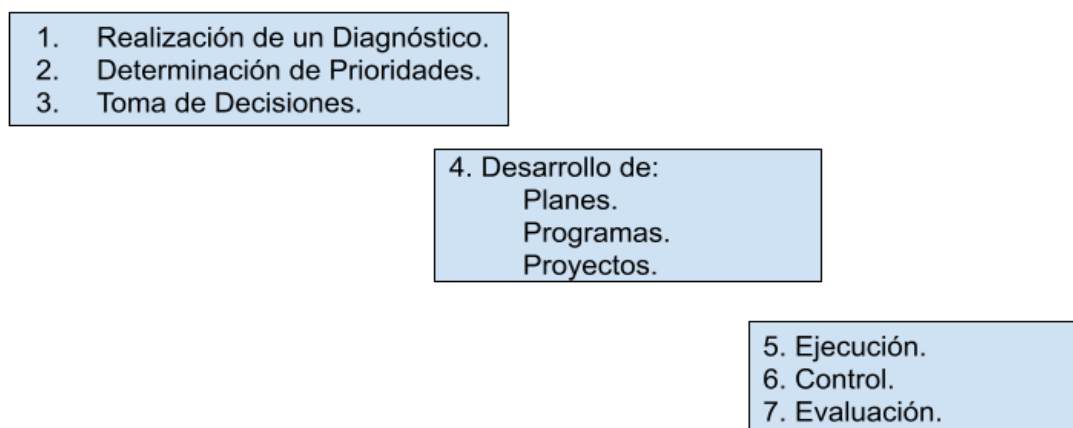 1. Realización de un Diagnóstico.
2. Determinación de Prioridades.
3. Toma de Decisiones.
4. Desarrollo de:
Planes.
Programas.
Proyectos.
5. Ejecución.
6. Control.
7. Evaluación.